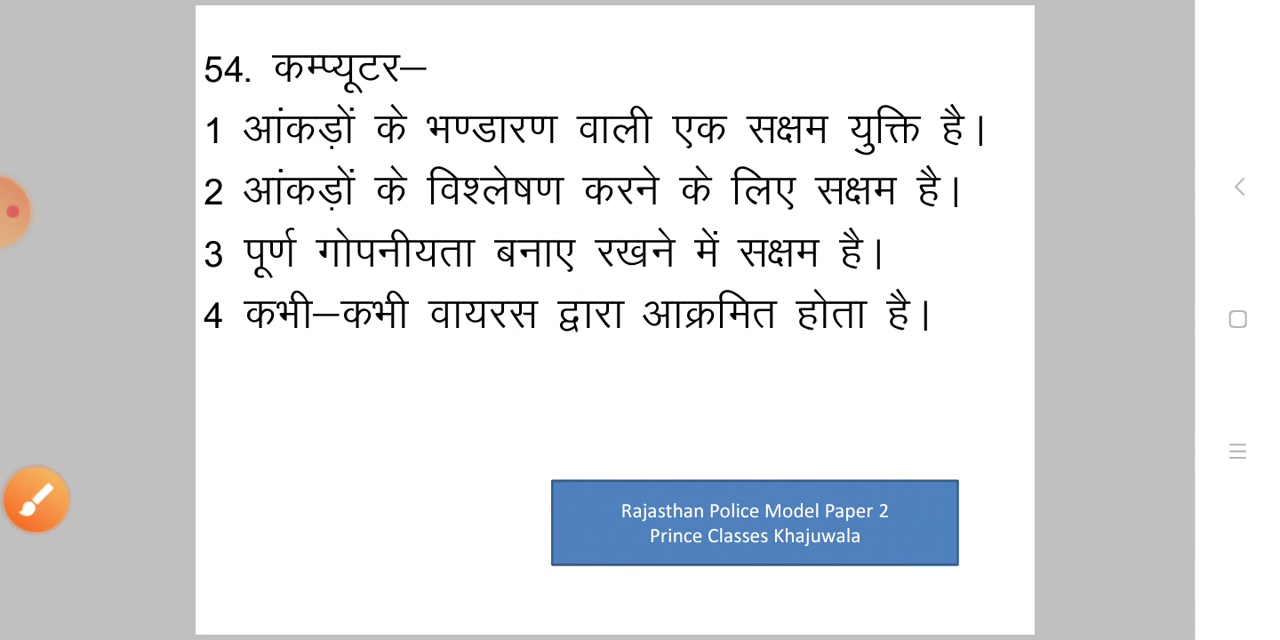 54. कम्प्यूटर–
1 आंकड़ों के भण्डारण वाली एक सक्षम युक्ति है।
2 आंकड़ों के विश्लेषण करने के लिए सक्षम है।
3 पूर्ण गोपनीयता बनाए रखने में सक्षम है।
4 कभी–कभी वायरस द्वारा आक्रमित होता है।
Rajasthan Police Model Paper 2
Prince Classes Khajuwala